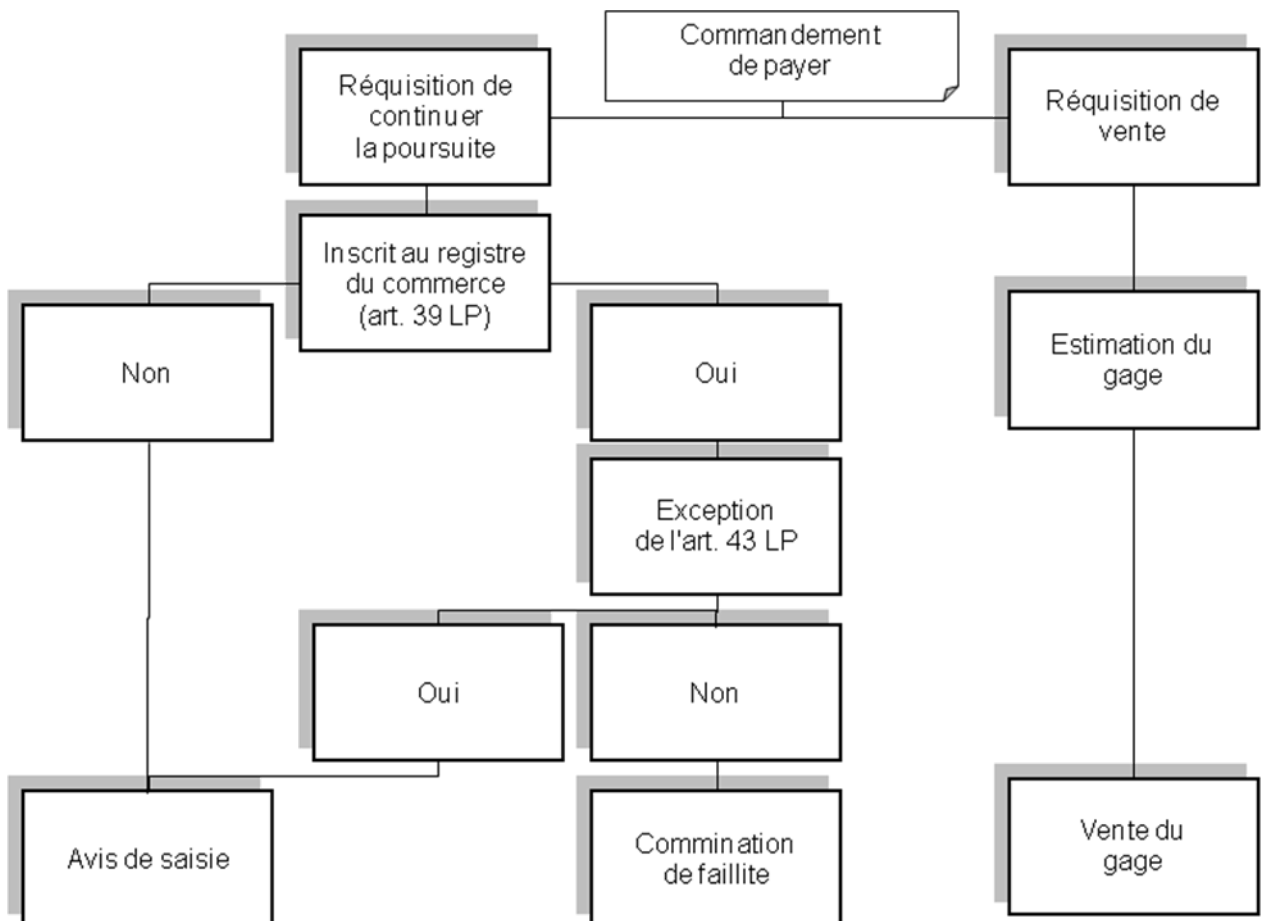 Commandement
de payer
Réquisition de
continuer
la poursuite
Réquisition de
vente
Inscrit au registre
du commerce
(art. 39 LP)
Non
Oui
Estimation du
gage
Exception
de l'art. 43 LP
Oui
Non
Avis de saisie
Commination
de faillite
Vente du
gage